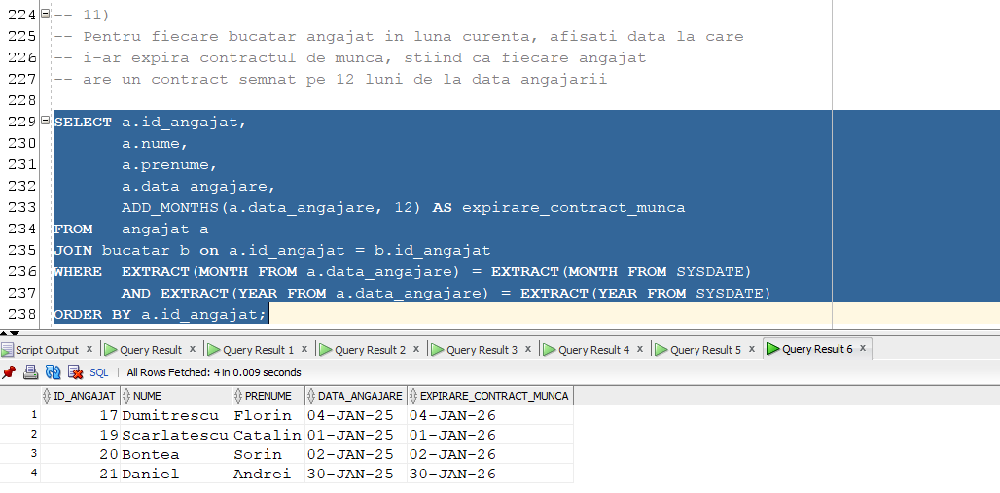 224 -- 11)
225 -- Pentru fiecare bucatar angajat in luna curenta, afisati data la care
226 -- i-ar expira contractul de munca, stiind ca fiecare angajat
227 -- are un contract semnat pe 12 luni de la data angajarii
228
229 SELECT a.id_angajat,
230 a.nume,
231 a.prenume,
232 a.data_angajare,
233 ADD_MONTHS(a.data_angajare, 12) AS expirare_contract_munca
234 FROM angajat a
235 JOIN bucatar b on a.id_angajat = b.id_angajat
236 WHERE EXTRACT(MONTH FROM a.data_angajare) = EXTRACT(MONTH FROM SYSDATE)
237 AND EXTRACT(YEAR FROM a.data_angajare) = EXTRACT(YEAR FROM SYSDATE)
238 ORDER BY a.id_angajat;
Script Output x Query Result x Query Result 1 x Query Result 2 x Query Result 3 x Query Result 4 x Query Result 5 x Query Result 6 x
SQL | All Rows Fetched: 4 in 0.009 seconds
ID_ANGAJAT NUME PRENUME DATA_ANGAJARE EXPIRARE_CONTRACT_MUNCA
1 17 Dumitrescu Florin 04-JAN-25 04-JAN-26
2 19 Scarlatescu Catalin 01-JAN-25 01-JAN-26
3 20 Bontea Sorin 02-JAN-25 02-JAN-26
4 21 Daniel Andrei 30-JAN-25 30-JAN-26